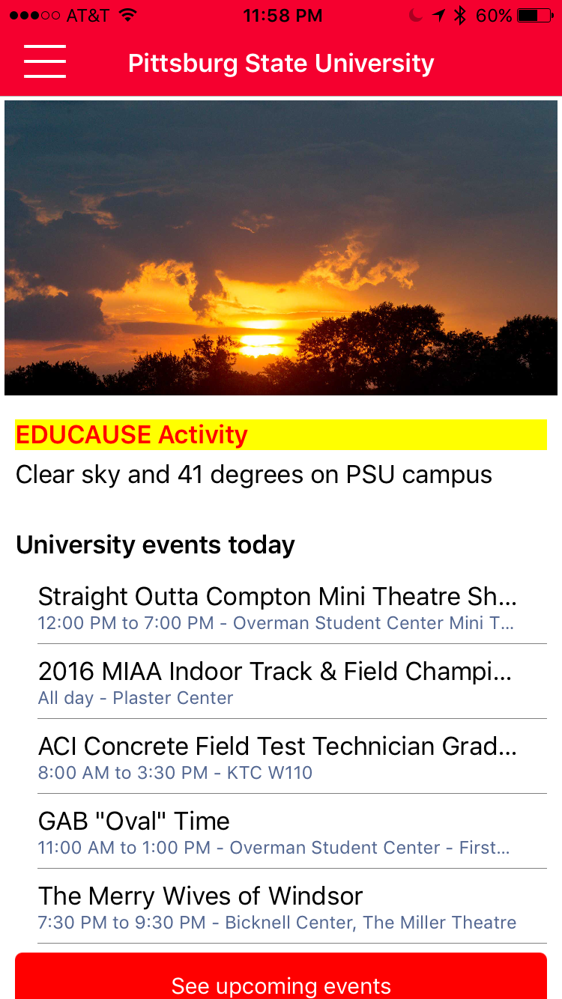 AT&T 11:58 PM 60%
Pittsburg State University
EDUCAUSE Activity
Clear sky and 41 degrees on PSU campus
University events today
Straight Outta Compton Mini Theatre Sh...
12:00 PM to 7:00 PM - Overman Student Center Mini T...
2016 MIAA Indoor Track & Field Champi...
All day - Plaster Center
ACI Concrete Field Test Technician Grad...
8:00 AM to 3:30 PM - KTC W110
GAB "Oval" Time
11:00 AM to 1:00 PM - Overman Student Center - First...
The Merry Wives of Windsor
7:30 PM to 9:30 PM - Bicknell Center, The Miller Theatre
See upcoming events